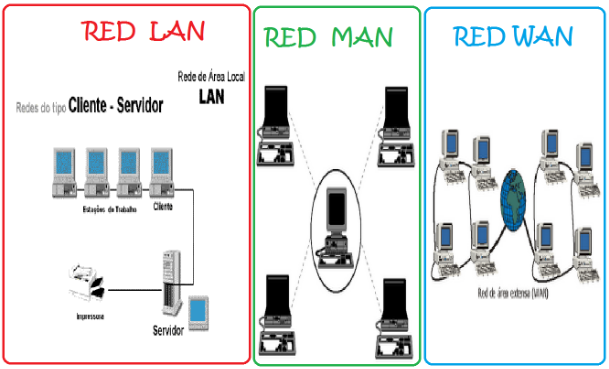 RED LAN
Rede de Área Local
LAN
Redes do tipo Cliente - Servidor
Estações de Trabalho
Cliente
Impressora
Servidor
RED MAN
RED WAN
Red de área extensa (WAN)